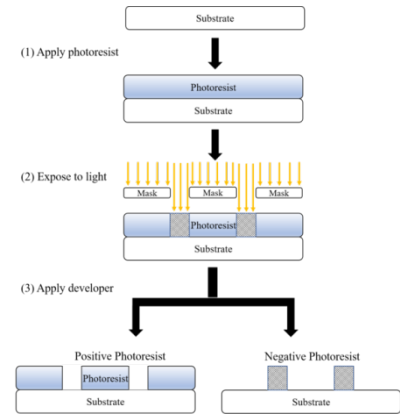 Substrate
(1) Apply photoresist
Photoresist
Substrate
(2) Expose to light
Mask Mask Mask
Photoresist
Substrate
(3) Apply developer
Positive Photoresist Negative Photoresist
Photoresist
Substrate Substrate